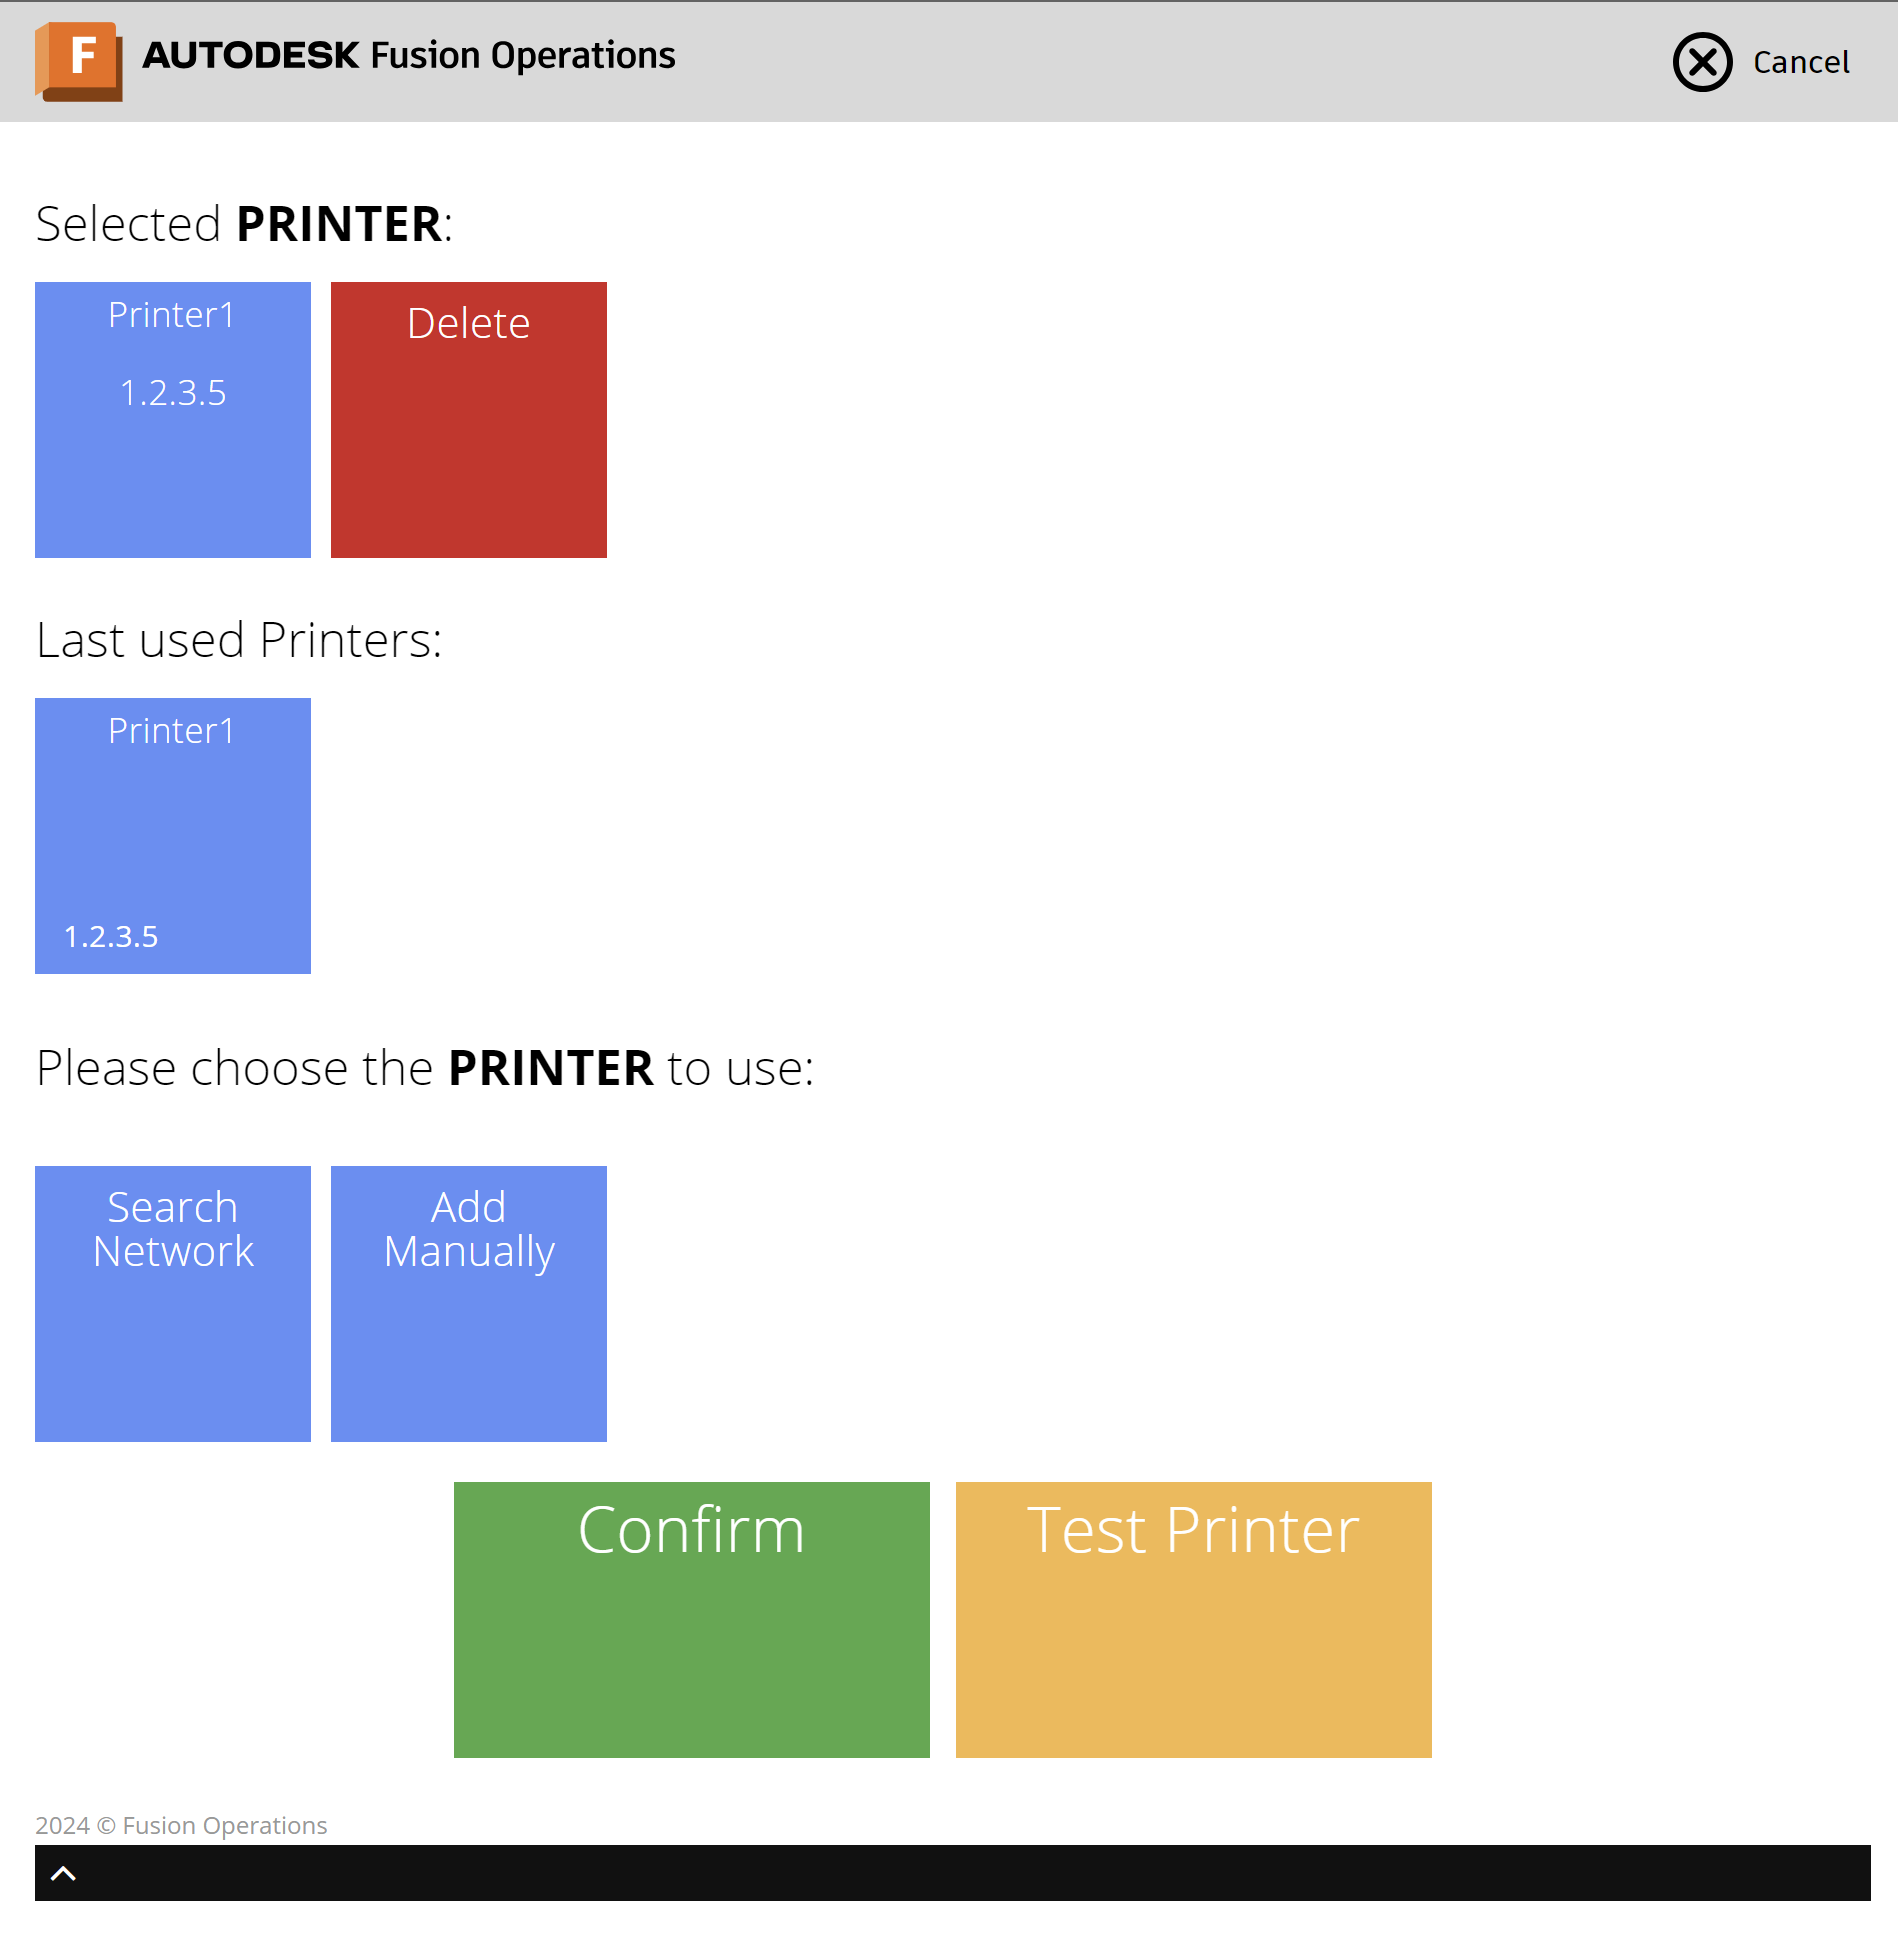 F AUTODESK Fusion Operations
Cancel
Selected PRINTER:
Printer1
1.2.3.5
Delete
Last used Printers:
Printer1
1.2.3.5
Please choose the PRINTER to use:
Search
Network
Add
Manually
Confirm
Test Printer
2024 © Fusion Operations